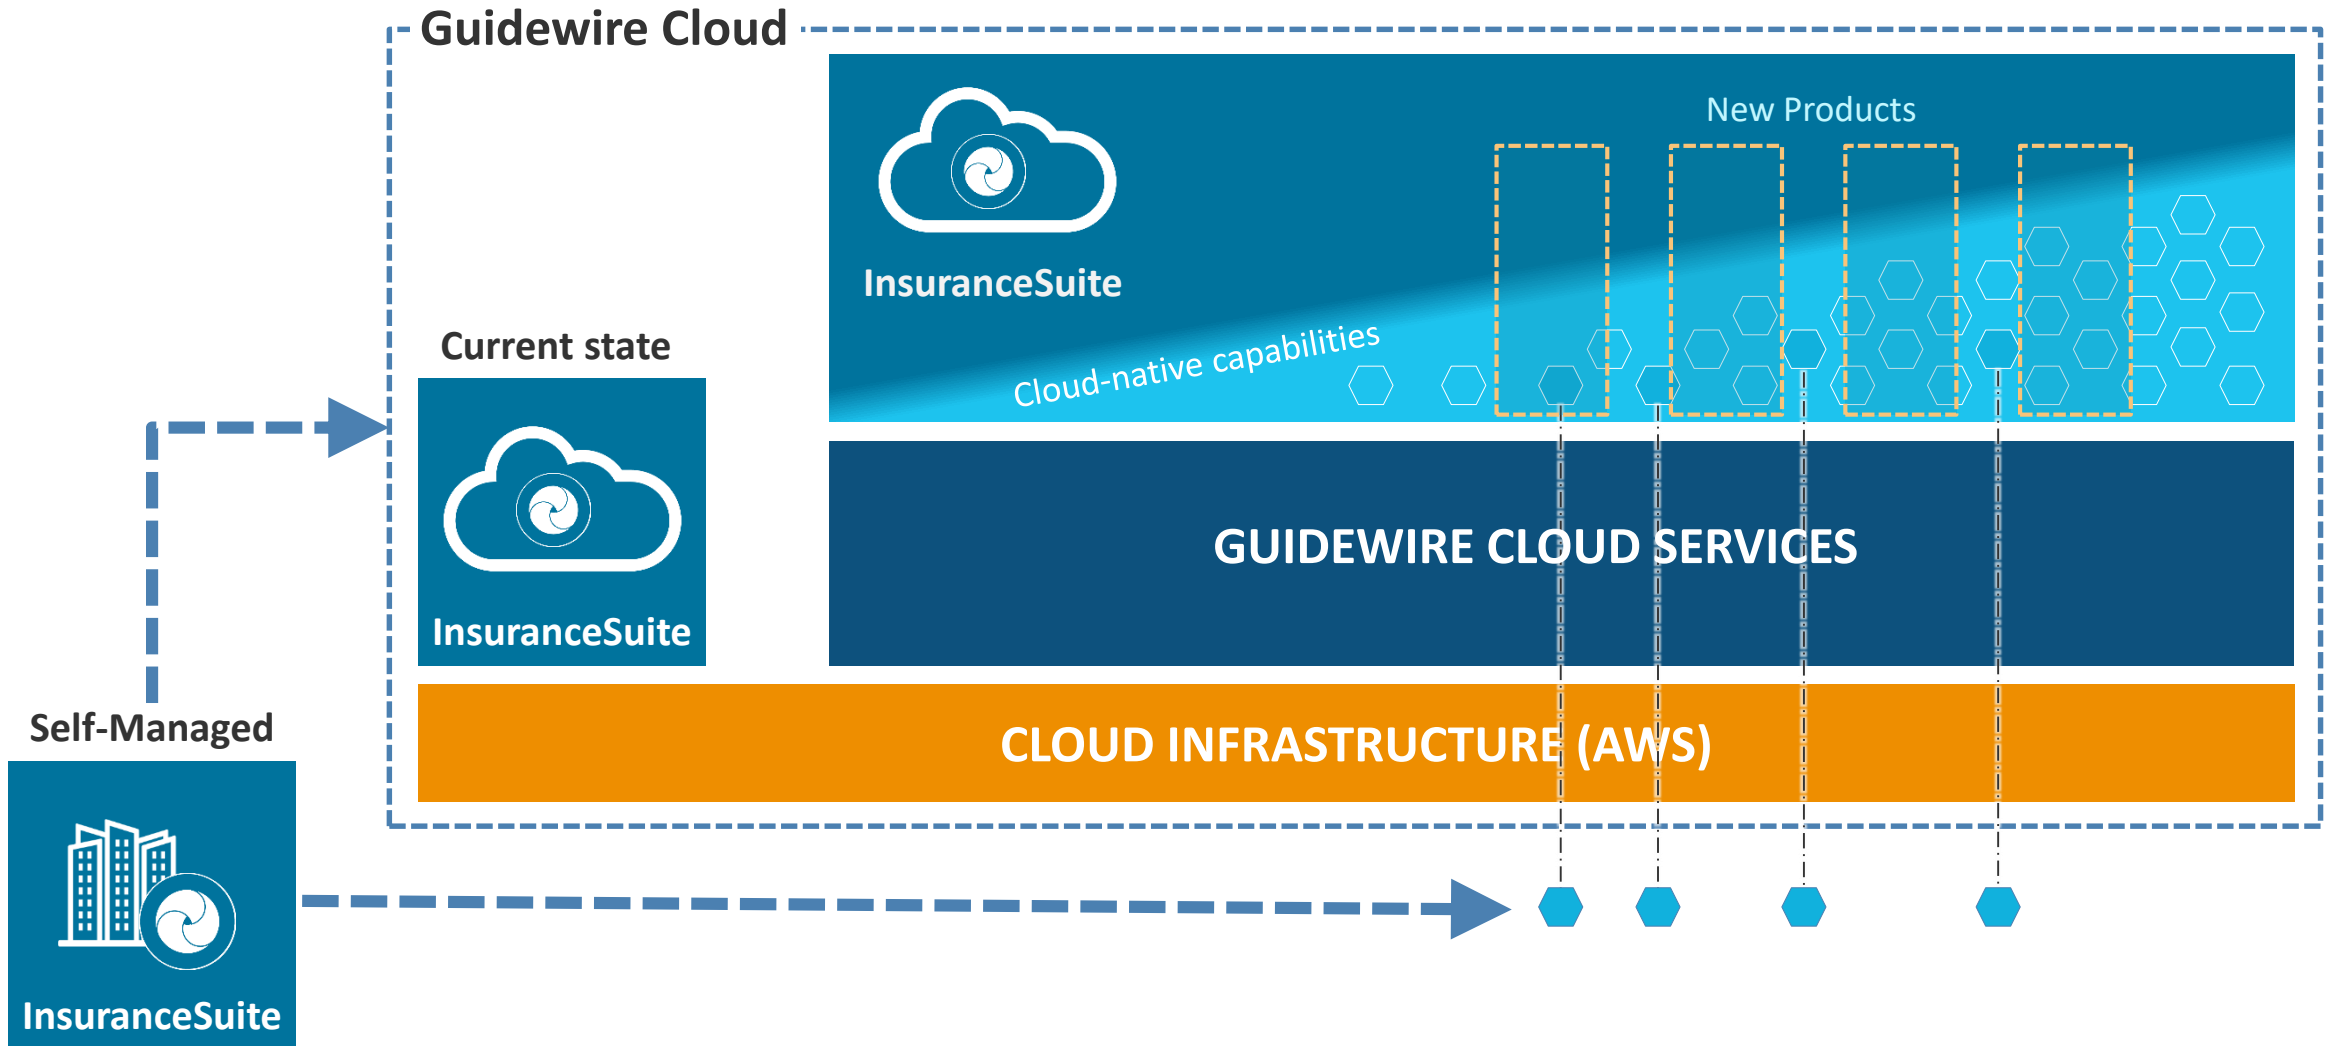 Guidewire Cloud
New Products
InsuranceSuite
Cloud-native capabilities
Current state
InsuranceSuite
GUIDEWIRE CLOUD SERVICES
CLOUD INFRASTRUCTURE (AWS)
Self-Managed
InsuranceSuite